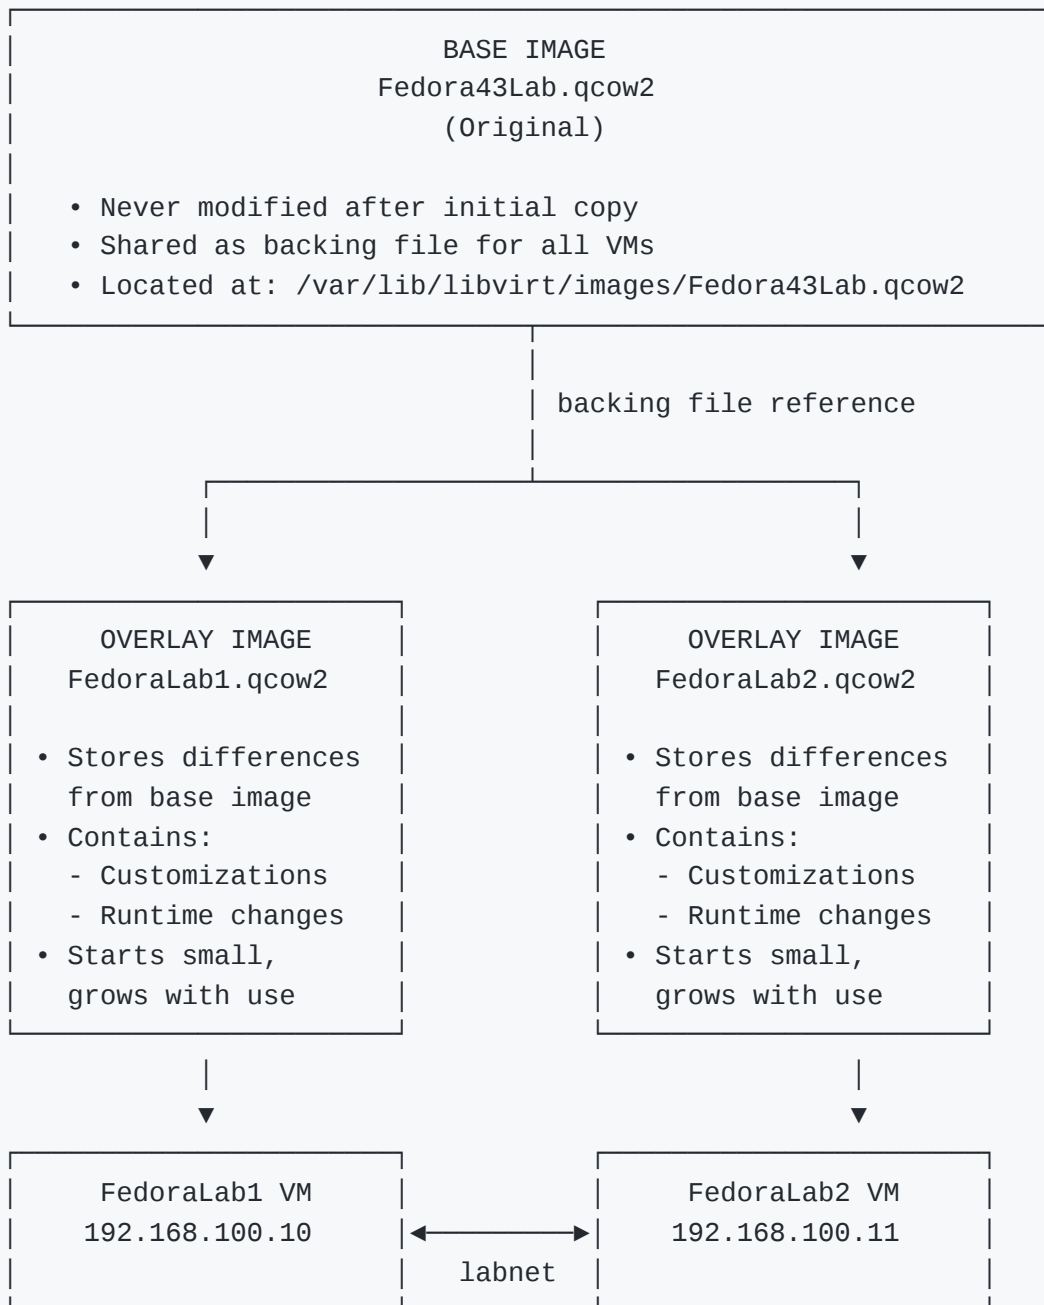 BASE IMAGE
Fedora43Lab.qcow2
(Original)
• Never modified after initial copy
• Shared as backing file for all VMs
• Located at: /var/lib/libvirt/images/Fedora43Lab.qcow2
backing file reference
OVERLAY IMAGE
FedoraLab1.qcow2
• Stores differences
from base image
• Contains:
- Customizations
- Runtime changes
• Starts small,
grows with use
OVERLAY IMAGE
FedoraLab2.qcow2
• Stores differences
from base image
• Contains:
- Customizations
- Runtime changes
• Starts small,
grows with use
FedoraLab1 VM
192.168.100.10
labnet
FedoraLab2 VM
192.168.100.11